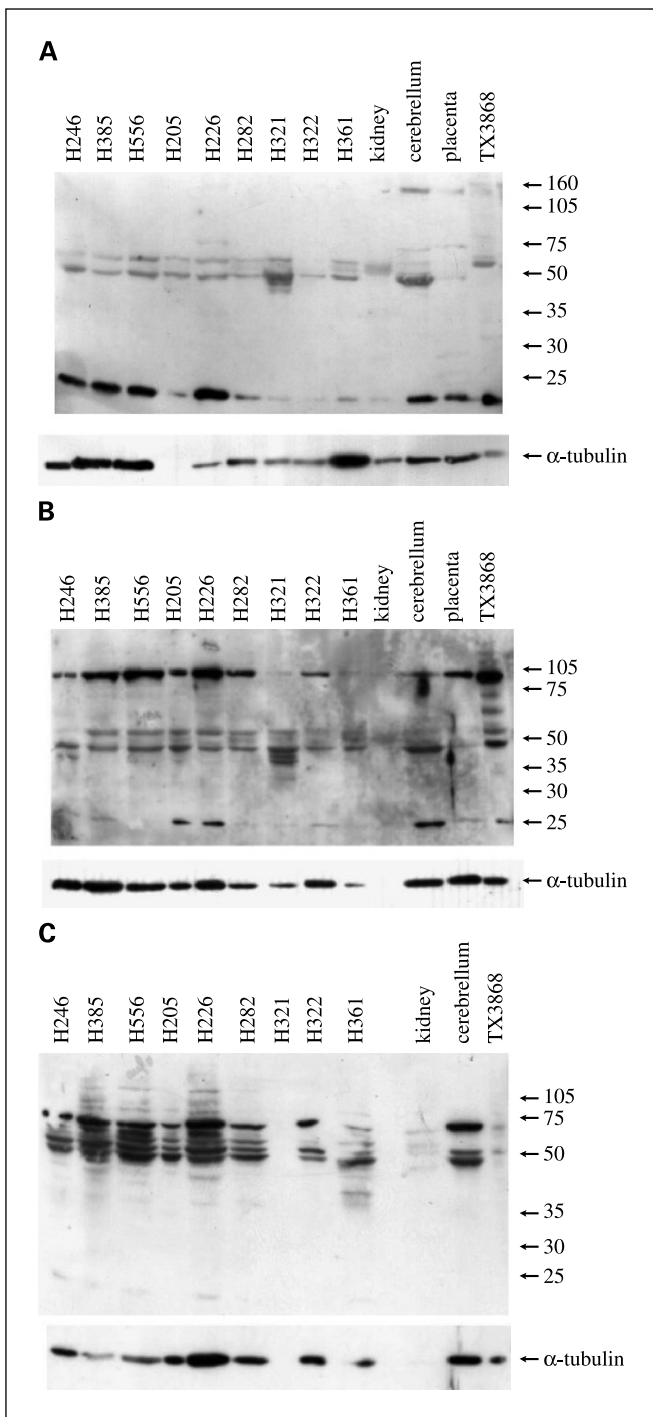 A
H246 H385 H556 H205 H226 H282 H321 H322 H361 kidney cerebrellum placenta TX3868
← 160
← 105
← 75
← 50
← 35
← 30
← 25
← α-tubulin
B
H246 H385 H556 H205 H226 H282 H321 H322 H361 kidney cerebrellum placenta TX3868
← 105
← 75
← 50
← 35
← 30
← 25
← α-tubulin
C
H246 H385 H556 H205 H226 H282 H321 H322 H361 kidney cerebrellum TX3868
← 105
← 75
← 50
← 35
← 30
← 25
← α-tubulin